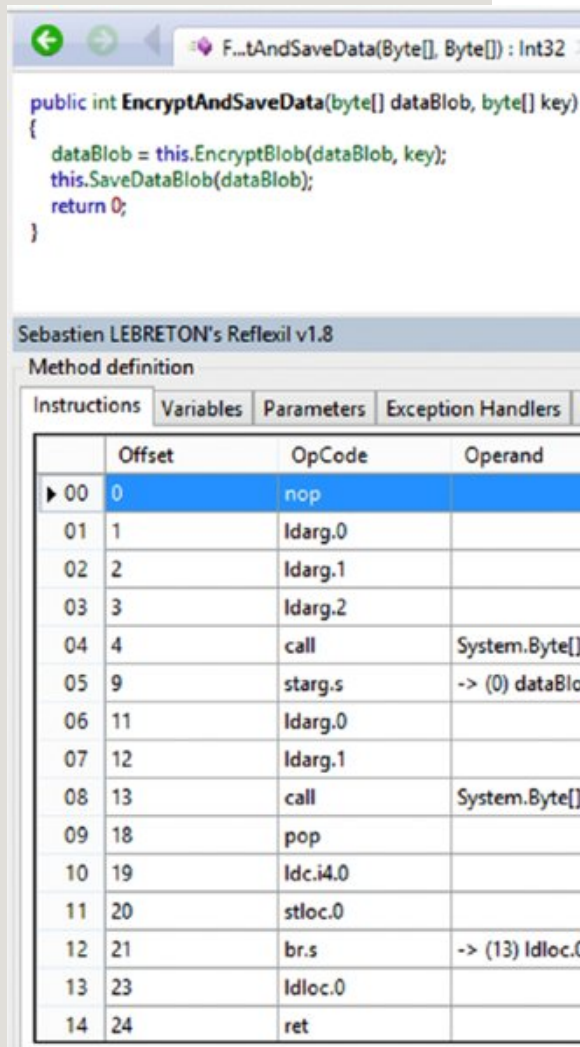 F...tAndSaveData(Byte[], Byte[]) : Int32
public int EncryptAndSaveData(byte[] dataBlob, byte[] key)
{
dataBlob = this.EncryptBlob(dataBlob, key);
this.SaveDataBlob(dataBlob);
return 0;
}
Sebastien LEBRETON's Reflexil v1.8
Method definition
Instructions Variables Parameters Exception Handlers
Offset OpCode Operand
00 0 nop
01 1 ldarg.0
02 2 ldarg.1
03 3 ldarg.2
04 4 call System.Byte[]
05 9 starg.s -> (0) dataBlo
06 11 ldarg.0
07 12 ldarg.1
08 13 call System.Byte[]
09 18 pop
10 19 ldc.i4.0
11 20 stloc.0
12 21 br.s -> (13) ldloc.0
13 23 ldloc.0
14 24 ret